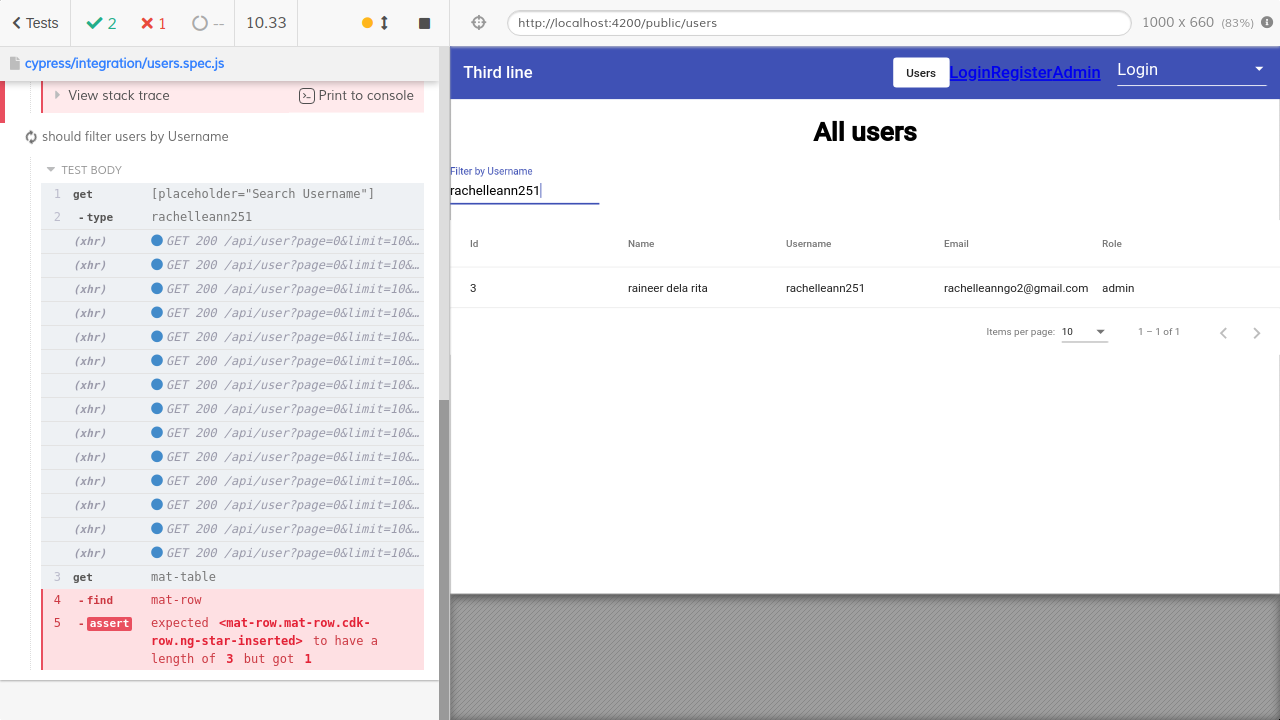 Tests
2
1
--
10.33
http://localhost:4200/public/users
1000 x 660 (83%)
cypress/integration/users.spec.js
View stack trace
Print to console
should filter users by Username
TEST BODY
1 get [placeholder="Search Username"]
2 -type rachelleann251
(xhr) GET 200 /api/user?page=0&limit=10&…
(xhr) GET 200 /api/user?page=0&limit=10&…
(xhr) GET 200 /api/user?page=0&limit=10&…
(xhr) GET 200 /api/user?page=0&limit=10&…
(xhr) GET 200 /api/user?page=0&limit=10&…
(xhr) GET 200 /api/user?page=0&limit=10&…
(xhr) GET 200 /api/user?page=0&limit=10&…
(xhr) GET 200 /api/user?page=0&limit=10&…
(xhr) GET 200 /api/user?page=0&limit=10&…
(xhr) GET 200 /api/user?page=0&limit=10&…
(xhr) GET 200 /api/user?page=0&limit=10&…
(xhr) GET 200 /api/user?page=0&limit=10&…
(xhr) GET 200 /api/user?page=0&limit=10&…
(xhr) GET 200 /api/user?page=0&limit=10&…
3 get mat-table
4 -find mat-row
5 -assert expected <mat-row.mat-row.cdk-
row.ng-star-inserted> to have a
length of 3 but got 1
Third line
Users
LoginRegisterAdmin
Login
All users
Filter by Username
rachelleann251
Id Name Username Email Role
3 raineer dela rita rachelleann251 rachelleanngo2@gmail.com admin
Items per page: 10 1 – 1 of 1